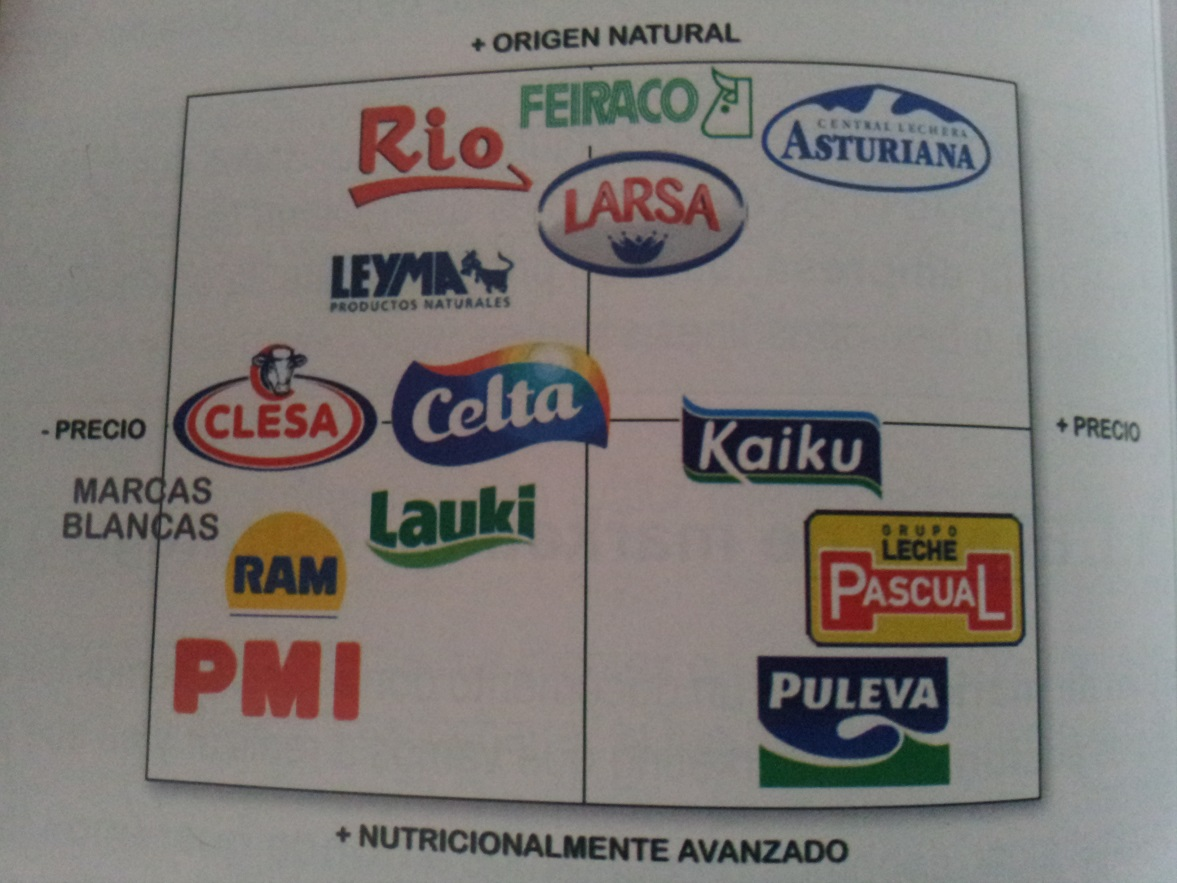 + ORIGEN NATURAL
FEIRACO
Rio
CENTRAL LECHERA
ASTURIANA
LARSA
LEYMA
PRODUCTOS NATURALES
CLESA
Celta
- PRECIO
+ PRECIO
Kaiku
MARCAS
BLANCAS
Lauki
GRUPO
LECHE
PASCUAL
RAM
PMI
PULEVA
+ NUTRICIONALMENTE AVANZADO